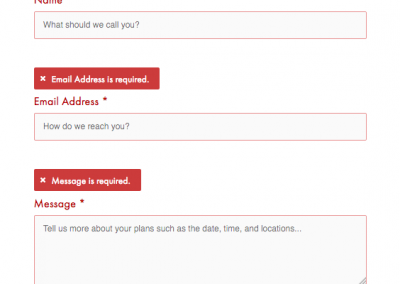 Name
What should we call you?
× Email Address is required.
Email Address *
How do we reach you?
× Message is required.
Message *
Tell us more about your plans such as the date, time, and locations...